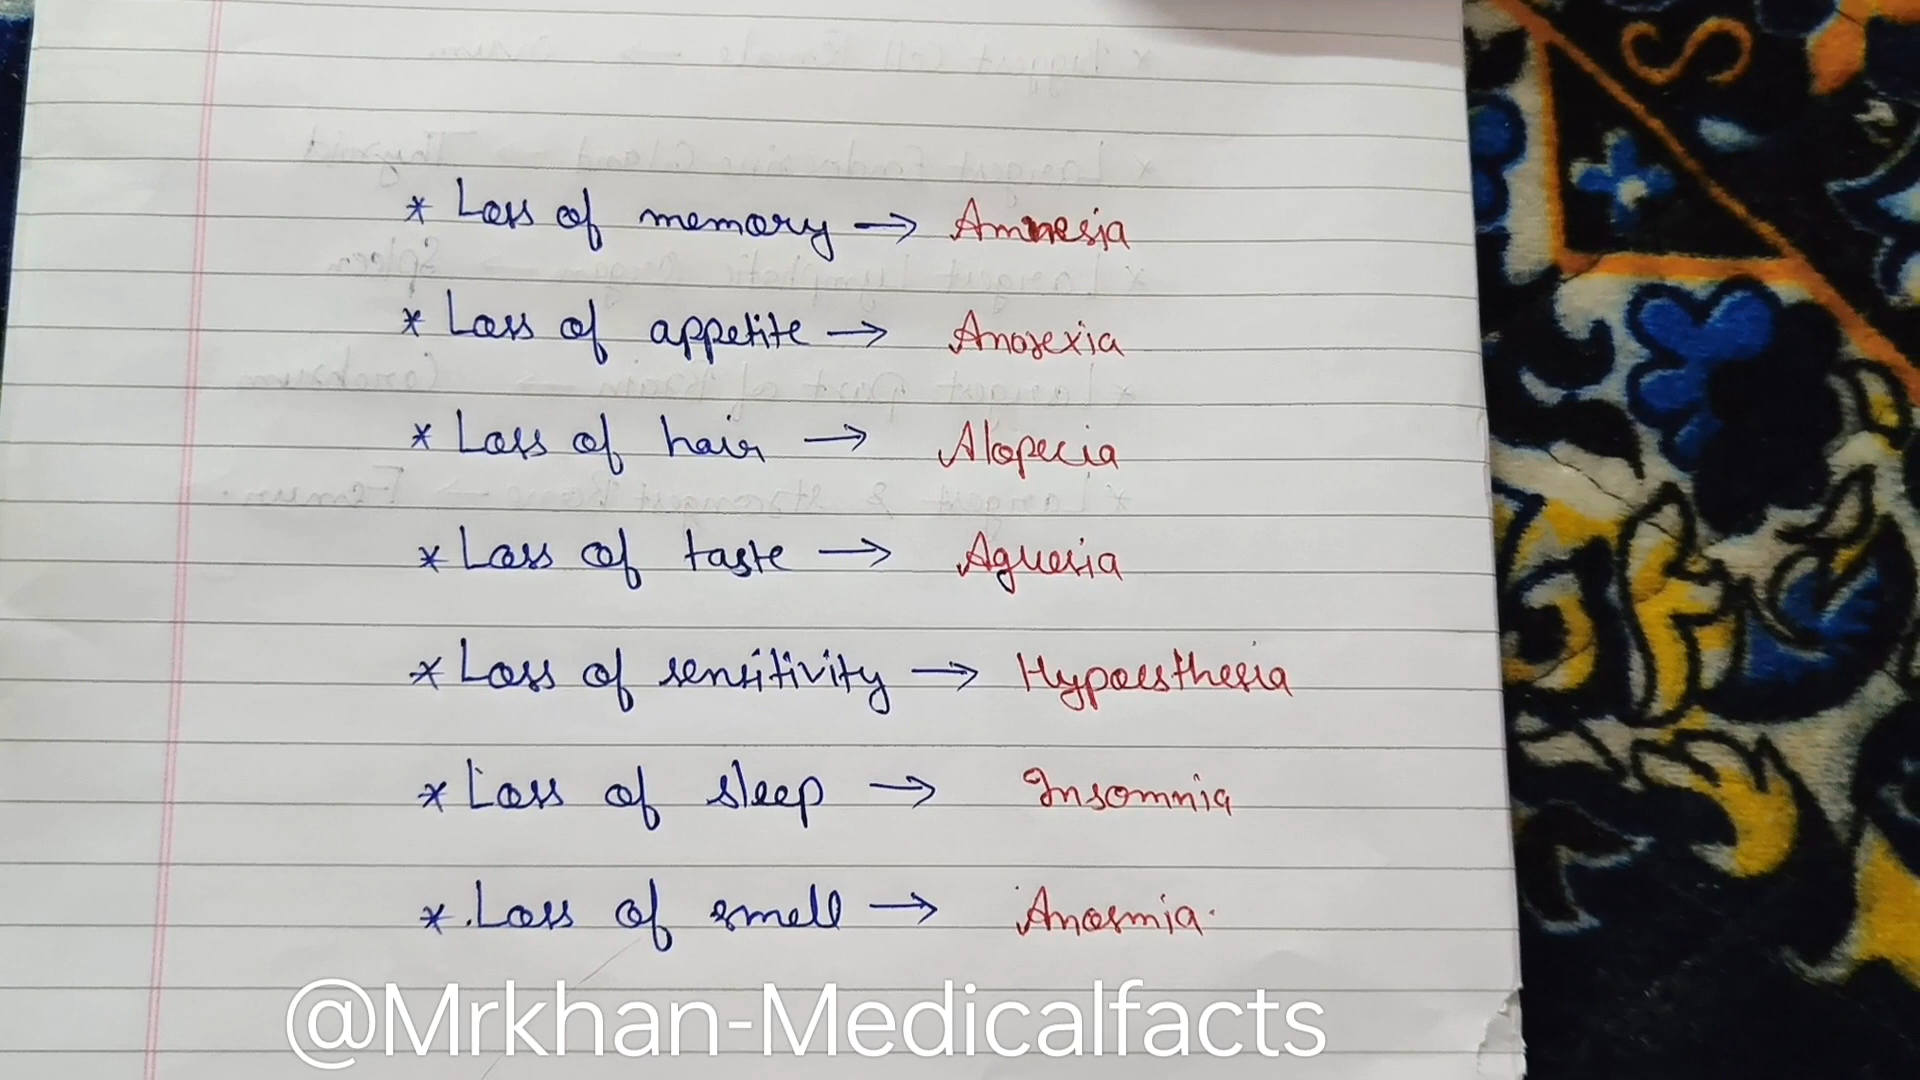 * Loss of memory → Amnesia
* Loss of appetite → Anorexia
* Loss of hair → Alopecia
* Loss of taste → Aguesia
* Loss of sensitivity → Hypoesthesia
* Loss of sleep → Insomnia
* Loss of smell → Anosmia.
@Mrkhan-Medicalfacts